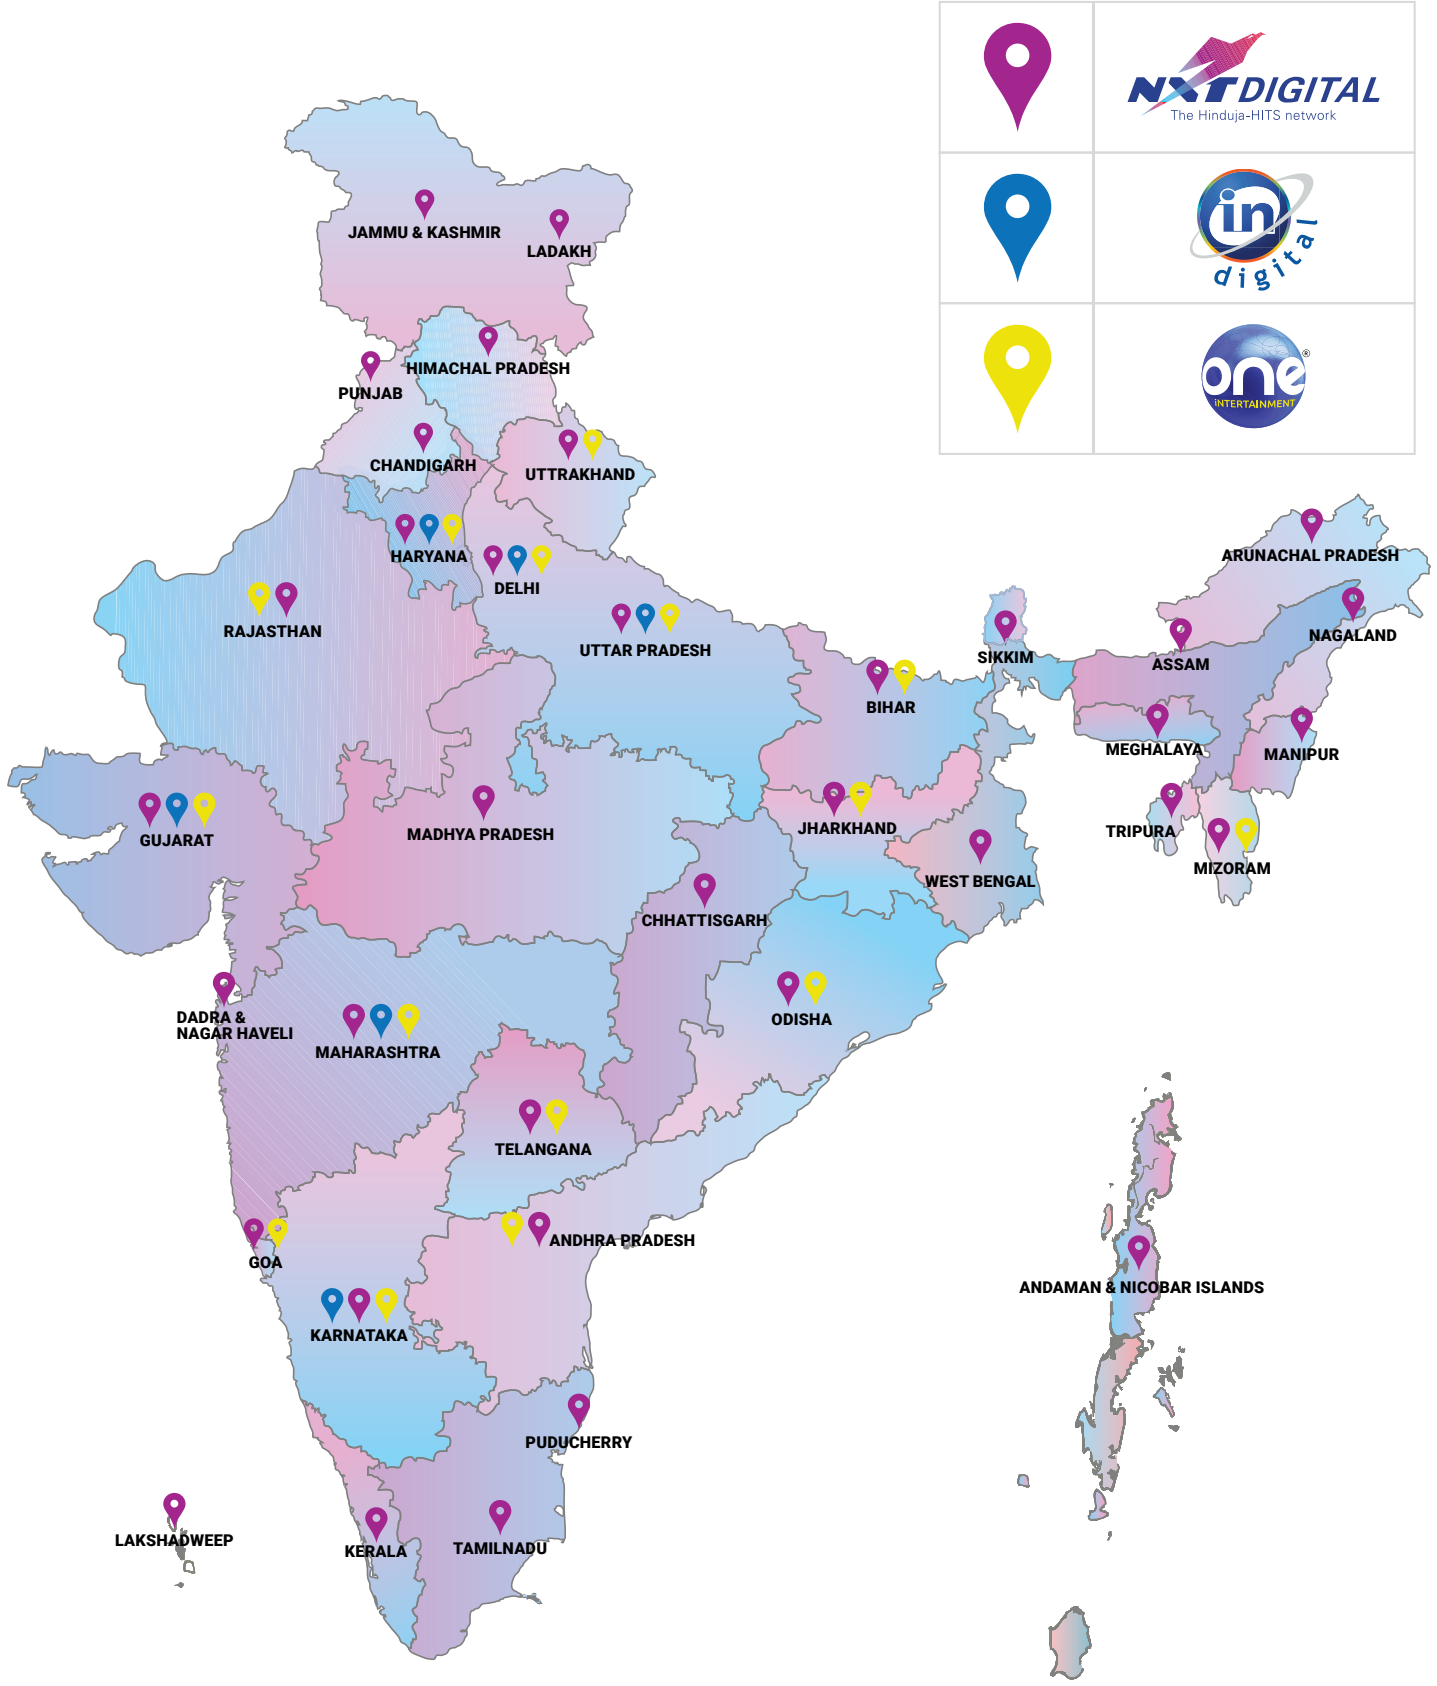 NXTDIGITAL
The Hinduja-HITS network
in
digital
one
®
iNTERTAINMENT
JAMMU & KASHMIR
LADAKH
HIMACHAL PRADESH
PUNJAB
CHANDIGARH
UTTRAKHAND
HARYANA
DELHI
ARUNACHAL PRADESH
RAJASTHAN
UTTAR PRADESH
NAGALAND
SIKKIM
ASSAM
BIHAR
MEGHALAYA
MANIPUR
GUJARAT
MADHYA PRADESH
JHARKHAND
TRIPURA
MIZORAM
WEST BENGAL
CHHATTISGARH
DADRA &
NAGAR HAVELI
ODISHA
MAHARASHTRA
TELANGANA
ANDHRA PRADESH
GOA
ANDAMAN & NICOBAR ISLANDS
KARNATAKA
PUDUCHERRY
LAKSHADWEEP
KERALA
TAMILNADU